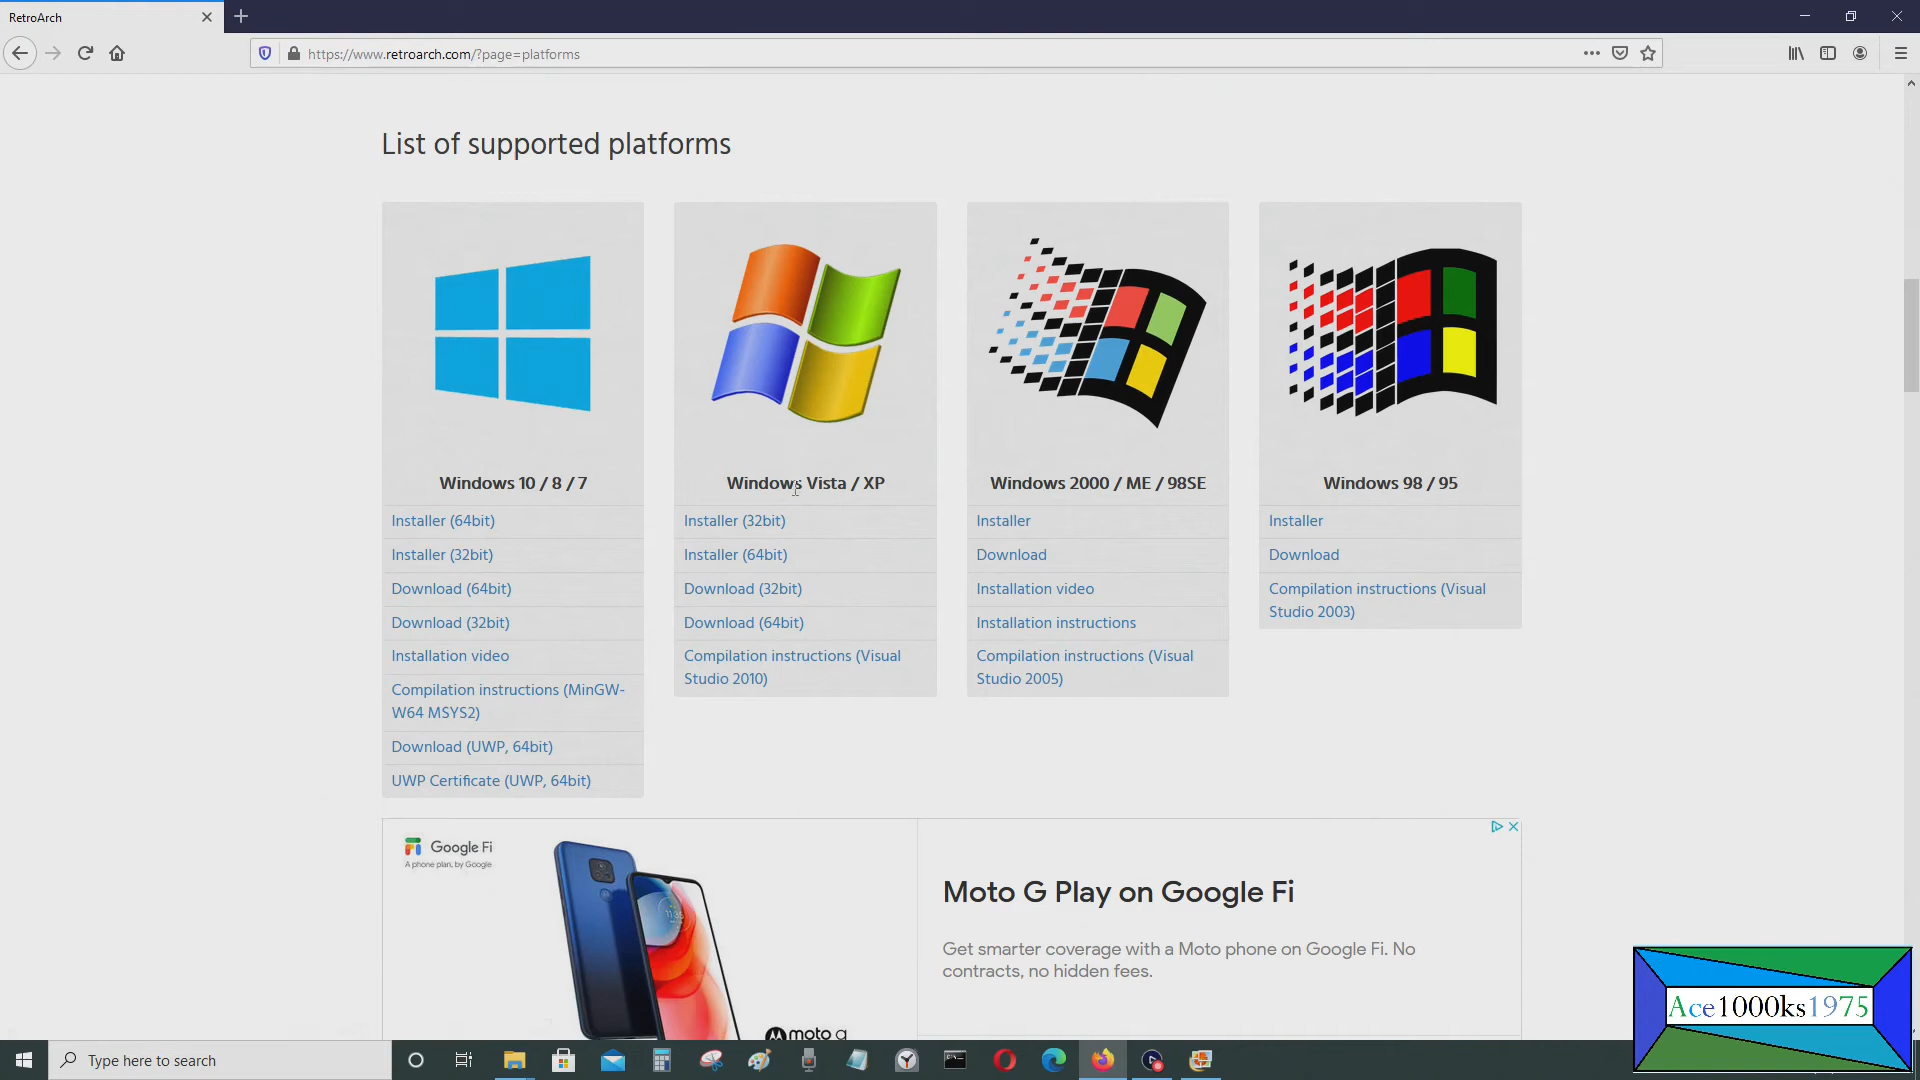 RetroArch
https://www.retroarch.com/?page=platforms
List of supported platforms
Windows 10 / 8 / 7
Installer (64bit)
Installer (32bit)
Download (64bit)
Download (32bit)
Installation video
Compilation instructions (MinGW-
W64 MSYS2)
Download (UWP, 64bit)
UWP Certificate (UWP, 64bit)
Windows Vista / XP
Installer (32bit)
Installer (64bit)
Download (32bit)
Download (64bit)
Compilation instructions (Visual
Studio 2010)
Windows 2000 / ME / 98SE
Installer
Download
Installation video
Installation instructions
Compilation instructions (Visual
Studio 2005)
Windows 98 / 95
Installer
Download
Compilation instructions (Visual
Studio 2003)
Google Fi
A phone plan, by Google
moto g
Moto G Play on Google Fi
Get smarter coverage with a Moto phone on Google Fi. No
contracts, no hidden fees.
Ace1000ks1975
Type here to search